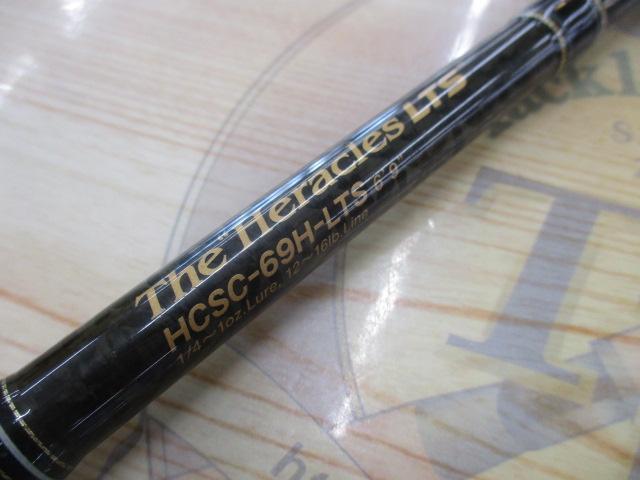 The "Heracles LTS
HCSC-69H-LTS 6'9"
1/4~1oz.Lure, 12~16lb.Line
T